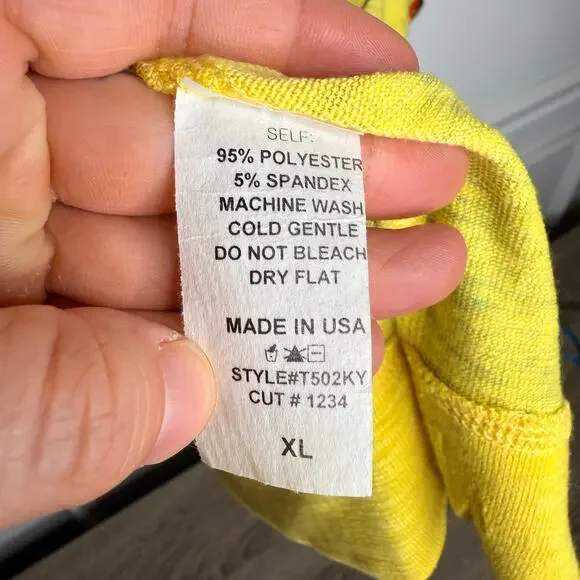 SELF:
95% POLYESTER
5% SPANDEX
MACHINE WASH
COLD GENTLE
DO NOT BLEACH
DRY FLAT
MADE IN USA
STYLE#T502KY
CUT # 1234
XL